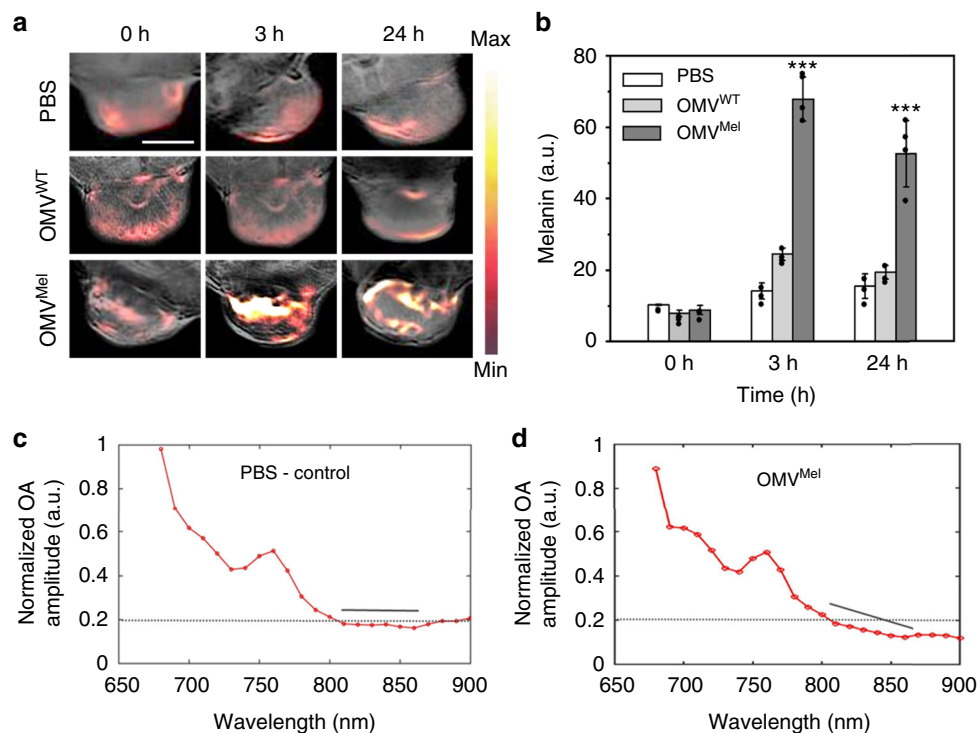 a
0 h
3 h
24 h
Max
PBS
OMVWT
OMVMel
Min
b
80
60
40
20
0
Melanin (a.u.)
PBS
OMVWT
OMVMel
***
***
0 h
3 h
24 h
Time (h)
c
1
0.8
0.6
0.4
0.2
0
Normalized OA
amplitude (a.u.)
PBS - control
650
700
750
800
850
900
Wavelength (nm)
d
1
0.8
0.6
0.4
0.2
0
Normalized OA
amplitude (a.u.)
OMVMel
650
700
750
800
850
900
Wavelength (nm)